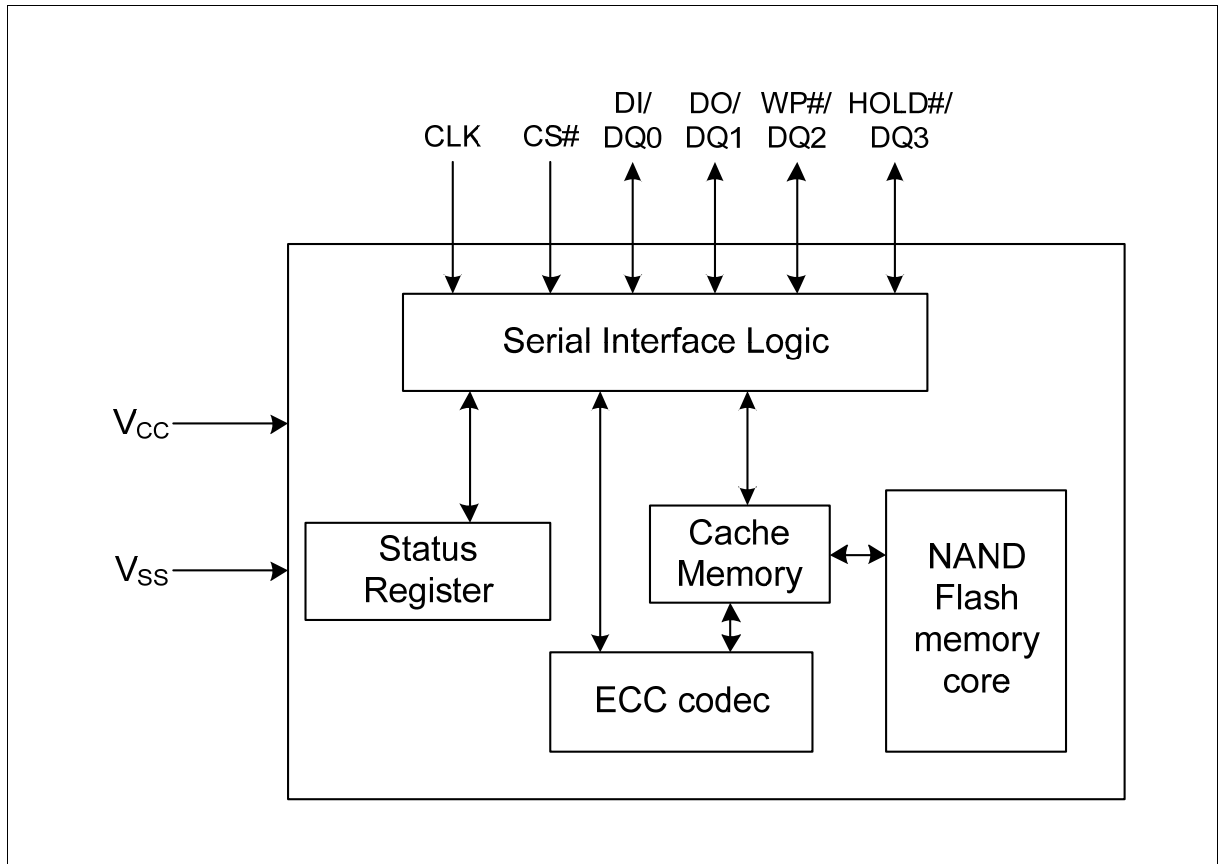 CLK
CS#
DI/
DQ0
DO/
DQ1
WP#/
DQ2
HOLD#/
DQ3
Serial Interface Logic
VCC
VSS
Status
Register
Cache
Memory
NAND
Flash
memory
core
ECC codec